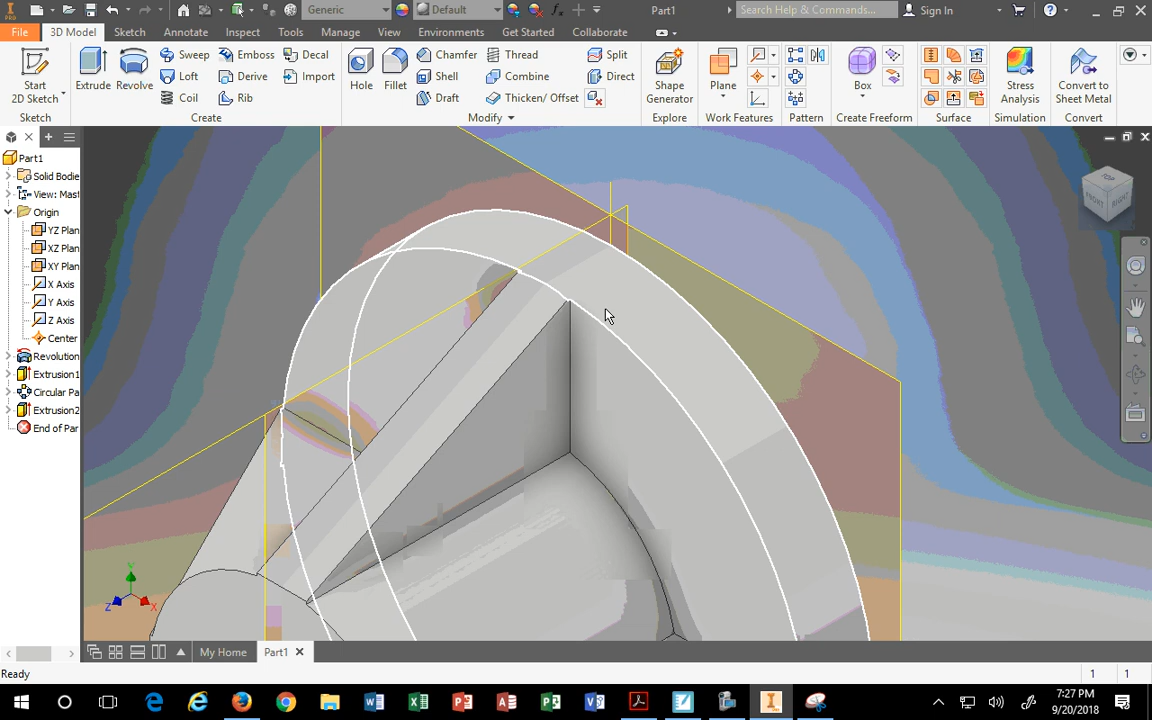 PRO
Generic
Default
Part1
Search Help & Commands...
Sign In
File
3D Model
Sketch
Annotate
Inspect
Tools
Manage
View
Environments
Get Started
Collaborate
Start
2D Sketch
Sketch
Extrude
Revolve
Sweep
Loft
Coil
Emboss
Derive
Rib
Decal
Import
Create
Hole
Fillet
Chamfer
Shell
Draft
Thread
Combine
Thicken/ Offset
Split
Direct
Modify
Shape
Generator
Explore
Plane
Work Features
Pattern
Box
Create Freeform
Surface
Stress
Analysis
Simulation
Convert to
Sheet Metal
Convert
Part1
Solid Bodie
View: Mast
Origin
YZ Plan
XZ Plan
XY Plan
X Axis
Y Axis
Z Axis
Center
Revolution
Extrusion1
Circular Pa
Extrusion2
End of Par
TOP
FRONT
RIGHT
Y
Z
X
My Home
Part1
Ready
1
1
7:27 PM
9/20/2018